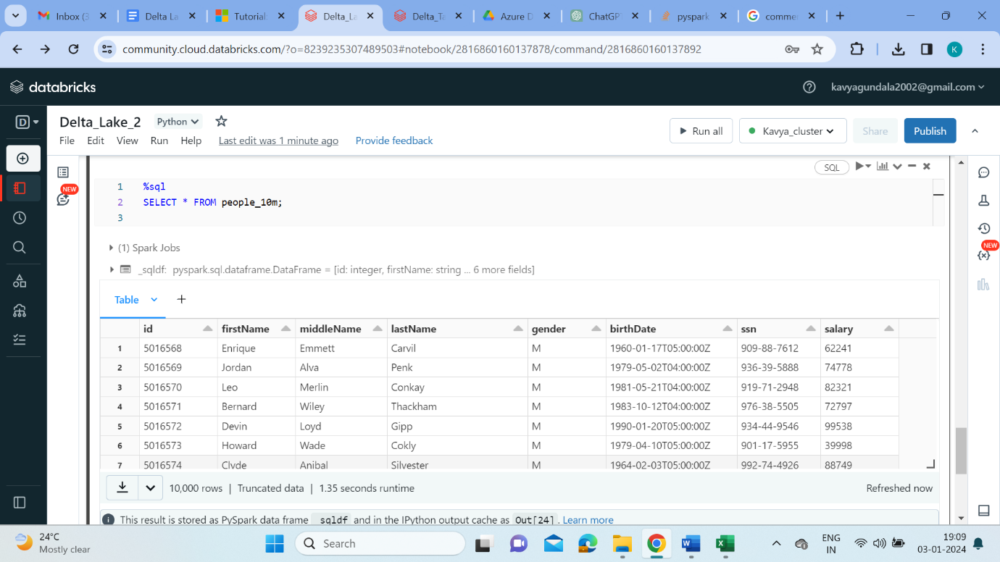 Inbox (3
Delta La
Tutorial:
Delta_La
Delta_Ta
Azure D
ChatGP
pyspark
comme
community.cloud.databricks.com/?o=8239235307489503#notebook/2816860160137878/command/2816860160137892
K
databricks
kavyagundala2002@gmail.com
D
Delta_Lake_2 Python
Run all
Kavya_cluster
Share
Publish
File Edit View Run Help Last edit was 1 minute ago Provide feedback
SQL
NEW
1 %sql
2 SELECT * FROM people_10m;
3
NEW
(1) Spark Jobs
_sqldf: pyspark.sql.dataframe.DataFrame = [id: integer, firstName: string ... 6 more fields]
Table +
id firstName middleName lastName gender birthDate ssn salary
1 5016568 Enrique Emmett Carvil M 1960-01-17T05:00:00Z 909-88-7612 62241
2 5016569 Jordan Alva Penk M 1979-05-02T04:00:00Z 936-39-5888 74778
3 5016570 Leo Merlin Conkay M 1981-05-21T04:00:00Z 919-71-2948 82321
4 5016571 Bernard Wiley Thackham M 1983-10-12T04:00:00Z 976-38-5505 72797
5 5016572 Devin Loyd Gipp M 1990-01-20T05:00:00Z 934-44-9546 99538
6 5016573 Howard Wade Cokly M 1979-04-10T05:00:00Z 901-17-5955 39998
7 5016574 Clyde Anibal Silvester M 1964-02-03T05:00:00Z 992-74-4926 88749
10,000 rows | Truncated data | 1.35 seconds runtime
Refreshed now
This result is stored as PySpark data frame _sqldf and in the IPython output cache as Out[24]. Learn more
24°C
Mostly clear
Search
ENG
IN
19:09
03-01-2024